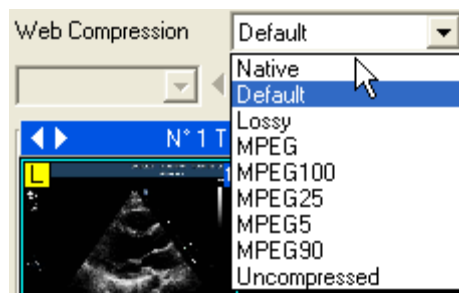 Web Compression Default
Native
Default
Lossy
MPEG
MPEG100
MPEG25
MPEG5
MPEG90
Uncompressed
N° 1 T
L